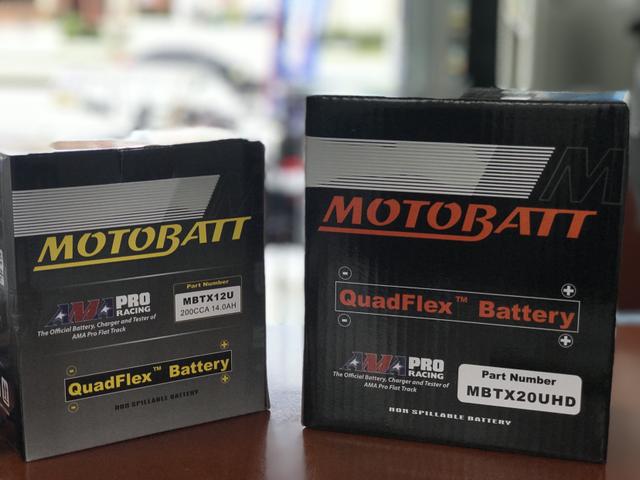 MOTOBATT
Part Number
MBTX12U
200CCA 14.0AH
AMA PRO
RACING
The Official Battery, Charger and Tester of
AMA Pro Flat Track
QuadFlex™ Battery
NON SPILLABLE BATTERY
M
MOTOBATT
QuadFlex™ Battery
AMA PRO
RACING
The Official Battery, Charger and Tester of
AMA Pro Flat Track
Part Number
MBTX20UHD
NON SPILLABLE BATTERY